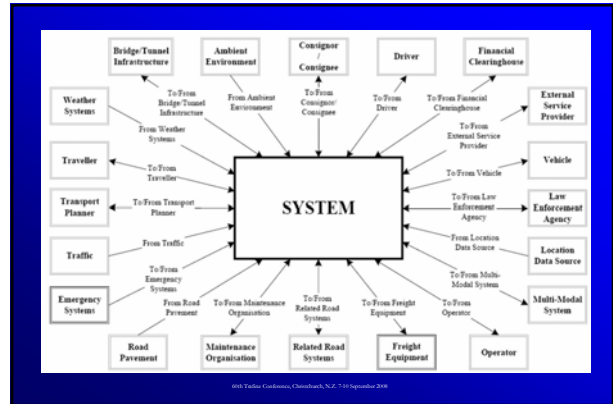 Bridge/Tunnel
Infrastructure
Ambient
Environment
Consignor
/
Consignee
Driver
Financial
Clearinghouse
To/From
Bridge/Tunnel
Infrastructure
From Ambient
Environment
To/From
Consignor/
Consignee
To/From
Driver
To/From Financial
Clearinghouse
External
Service
Provider
Weather
Systems
From Weather
Systems
To/From
External Service
Provider
Traveller
To/From
Traveller
To/From Vehicle
Vehicle
Transport
Planner
To/From Transport
Planner
SYSTEM
To/From Law
Enforcement
Agency
Law
Enforcement
Agency
Traffic
From Traffic
From Location
Data Source
Location
Data Source
Emergency
Systems
To/From
Emergency
Systems
To/From Multi-
Modal System
Multi-Modal
System
From Road
Pavement
To/From Maintenance
Organisation
To/From
Related Road
Systems
To/From Freight
Equipment
To/From
Operator
Road
Pavement
Maintenance
Organisation
Related Road
Systems
Freight
Equipment
Operator
Conference, Christchurch, N.Z. 7-10 September 2008